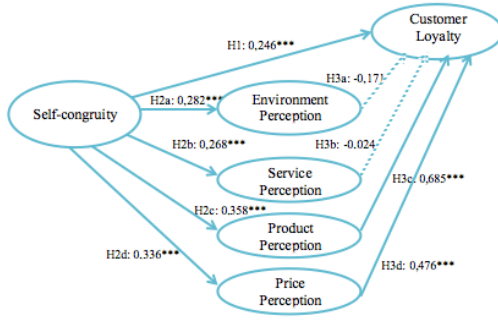 Customer
Loyalty
H1: 0,246***
H3a: -0,171
H2a: 0,282***
Environment
Perception
Self-congruity
H2b: 0,268***
H3b: -0.024
Service
Perception
H3c: 0,685***
H2c: 0.358***
Product
Perception
H2d: 0.336***
H3d: 0,476***
Price
Perception